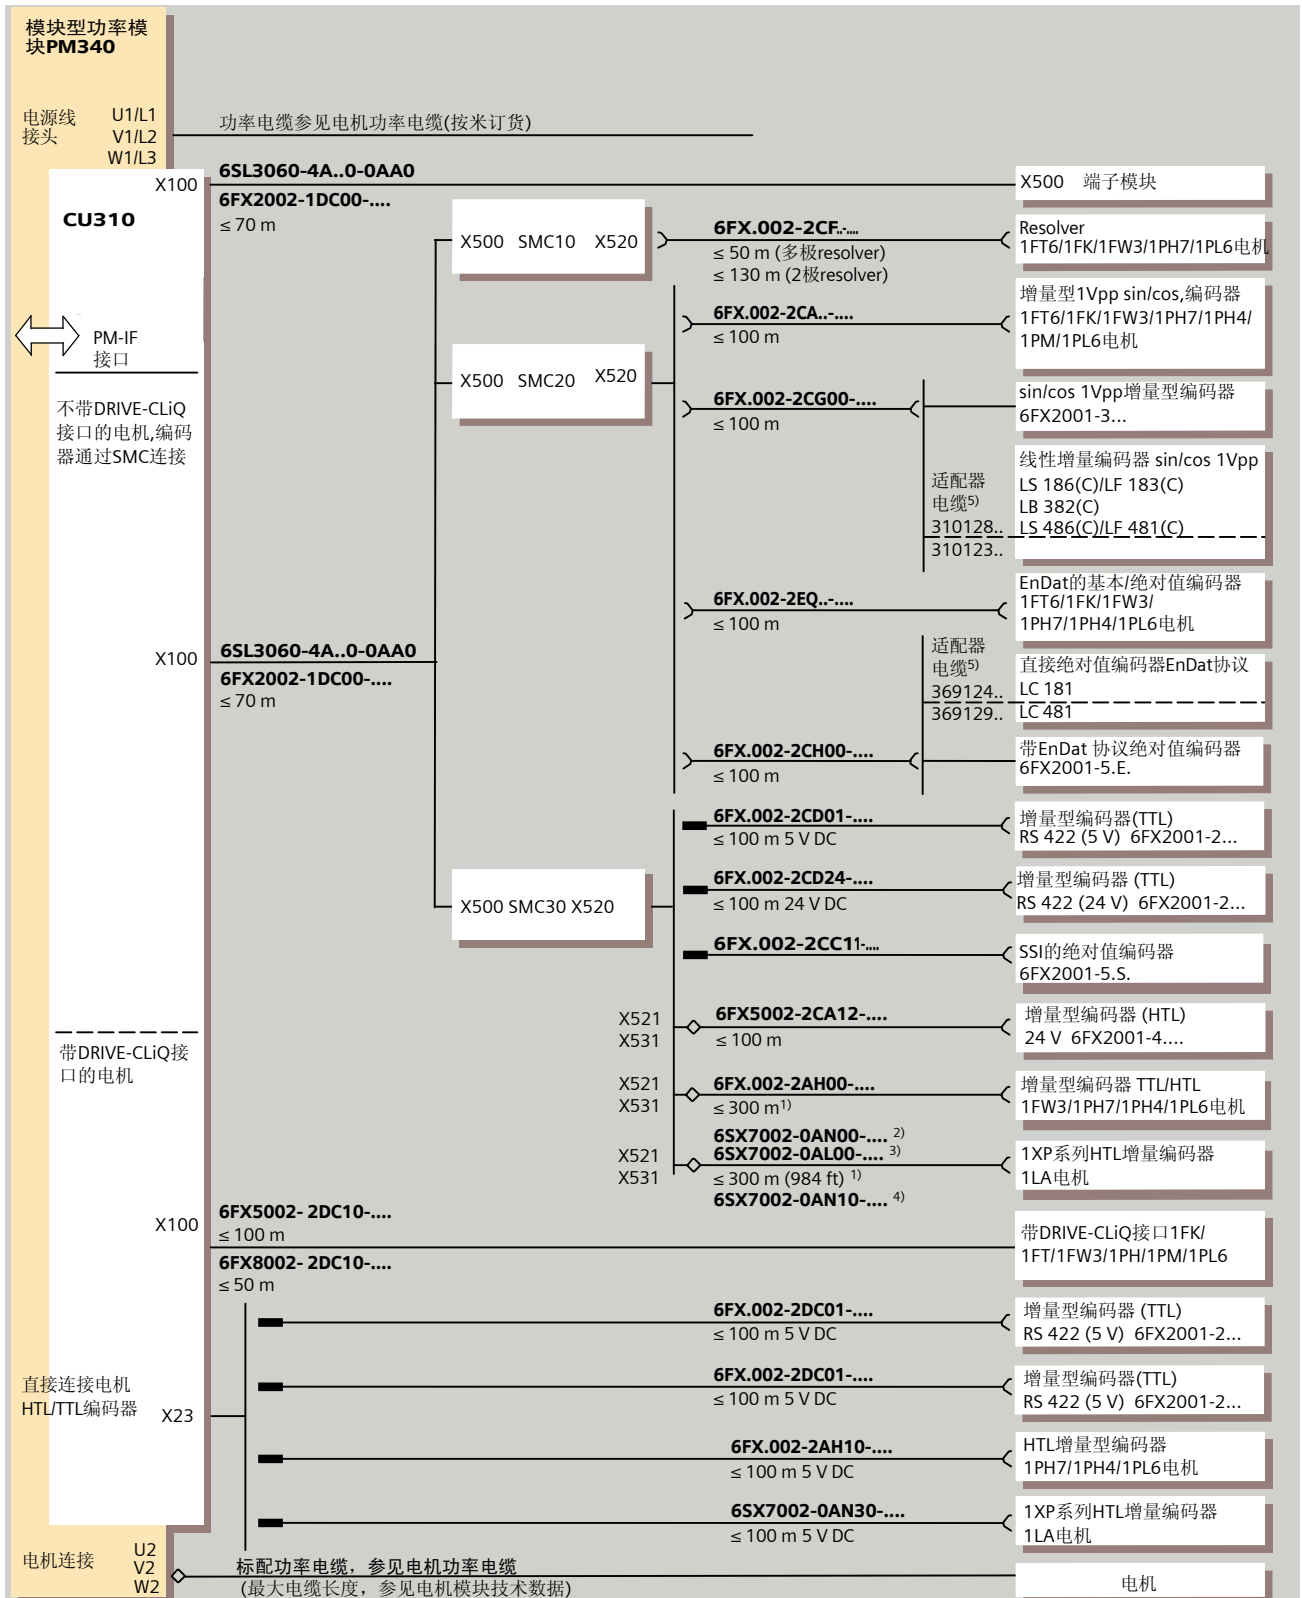 模块型功率模
块PM340
电源线
接头
U1/L1
V1/L2
W1/L3
功率电缆参见电机功率电缆(按米订货)
X100
6SL3060-4A..0-0AA0
6FX2002-1DC00-....
≤ 70 m
X500 端子模块
CU310
X500 SMC10 X520
6FX.002-2CF..-....
≤ 50 m (多极resolver)
≤ 130 m (2极resolver)
Resolver
1FT6/1FK/1FW3/1PH7/1PL6电机
PM-IF
接口
6FX.002-2CA..-....
≤ 100 m
增量型1Vpp sin/cos,编码器
1FT6/1FK/1FW3/1PH7/1PH4/
1PM/1PL6电机
X500 SMC20 X520
6FX.002-2CG00-....
≤ 100 m
sin/cos 1Vpp增量型编码器
6FX2001-3...
不带DRIVE-CLiQ
接口的电机,编码
器通过SMC连接
适配器
电缆5)
310128..
310123..
线性增量编码器 sin/cos 1Vpp
LS 186(C)/LF 183(C)
LB 382(C)
LS 486(C)/LF 481(C)
6FX.002-2EQ..-....
≤ 100 m
EnDat的基本/绝对值编码器
1FT6/1FK/1FW3/
1PH7/1PH4/1PL6电机
X100
6SL3060-4A..0-0AA0
6FX2002-1DC00-....
≤ 70 m
适配器
电缆5)
369124..
369129..
直接绝对值编码器EnDat协议
LC 181
LC 481
6FX.002-2CH00-....
≤ 100 m
带EnDat 协议绝对值编码器
6FX2001-5.E.
6FX.002-2CD01-....
≤ 100 m 5 V DC
增量型编码器(TTL)
RS 422 (5 V) 6FX2001-2...
X500 SMC30 X520
6FX.002-2CD24-....
≤ 100 m 24 V DC
增量型编码器 (TTL)
RS 422 (24 V) 6FX2001-2...
6FX.002-2CC11-....
SSI的绝对值编码器
6FX2001-5.S.
X521
X531
6FX5002-2CA12-....
≤ 100 m
增量型编码器 (HTL)
24 V 6FX2001-4....
带DRIVE-CLiQ接
口的电机
X521
X531
6FX.002-2AH00-....
≤ 300 m1)
增量型编码器 TTL/HTL
1FW3/1PH7/1PH4/1PL6电机
X521
X531
6SX7002-0AN00-.... 2)
6SX7002-0AL00-.... 3)
≤ 300 m (984 ft) 1)
6SX7002-0AN10-.... 4)
1XP系列HTL增量编码器
1LA电机
X100
6FX5002- 2DC10-....
≤ 100 m
6FX8002- 2DC10-....
≤ 50 m
带DRIVE-CLiQ接口1FK/
1FT/1FW3/1PH/1PM/1PL6
6FX.002-2DC01-....
≤ 100 m 5 V DC
增量型编码器 (TTL)
RS 422 (5 V) 6FX2001-2...
直接连接电机
HTL/TTL编码器
X23
6FX.002-2DC01-....
≤ 100 m 5 V DC
增量型编码器(TTL)
RS 422 (5 V) 6FX2001-2...
6FX.002-2AH10-....
≤ 100 m 5 V DC
HTL增量型编码器
1PH7/1PH4/1PL6电机
6SX7002-0AN30-....
≤ 100 m 5 V DC
1XP系列HTL增量编码器
1LA电机
电机连接
U2
V2
W2
标配功率电缆，参见电机功率电缆
(最大电缆长度，参见电机模块技术数据)
电机